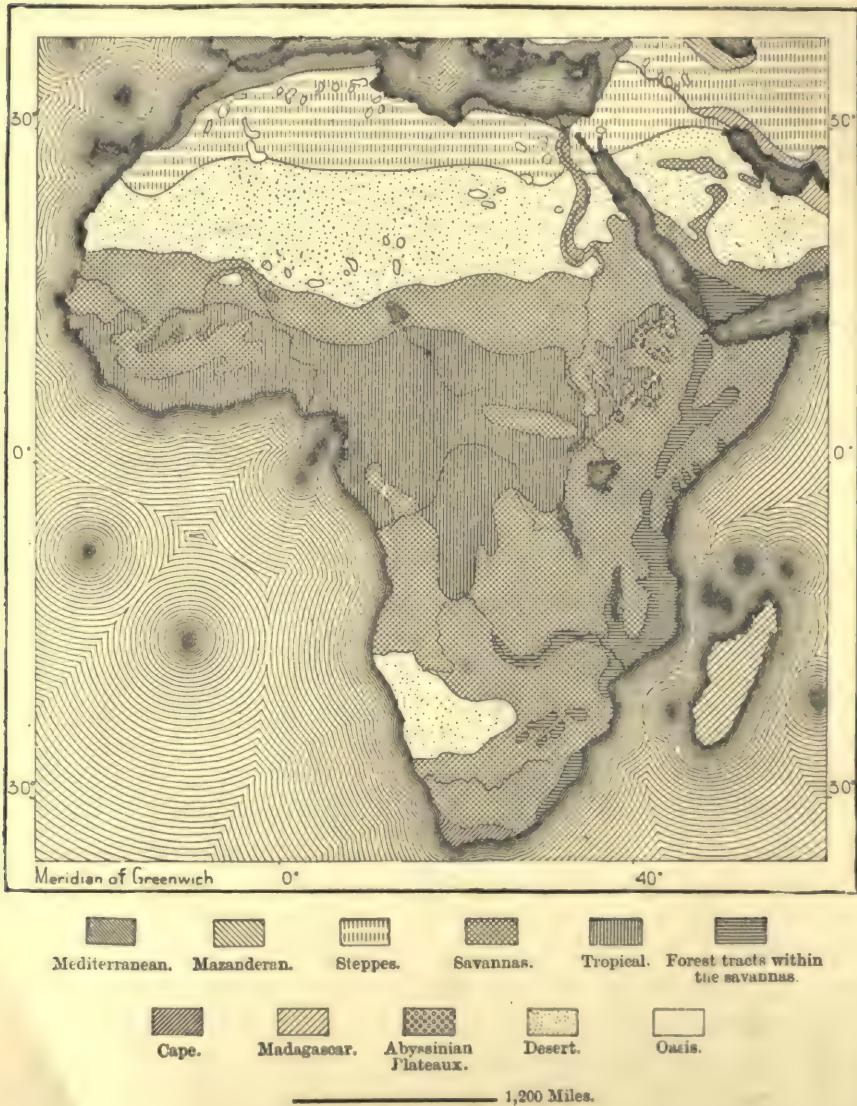 30° 50°
0° 0°
30° 30°
Meridian of Greenwich 0° 40°
Mediterranean. Mazanderan. Steppes. Savannas. Tropical. Forest tracts within
the savannas.
Cape. Madagascar. Abyssinian Desert. Oasis.
Plateaux.
1,200 Miles.